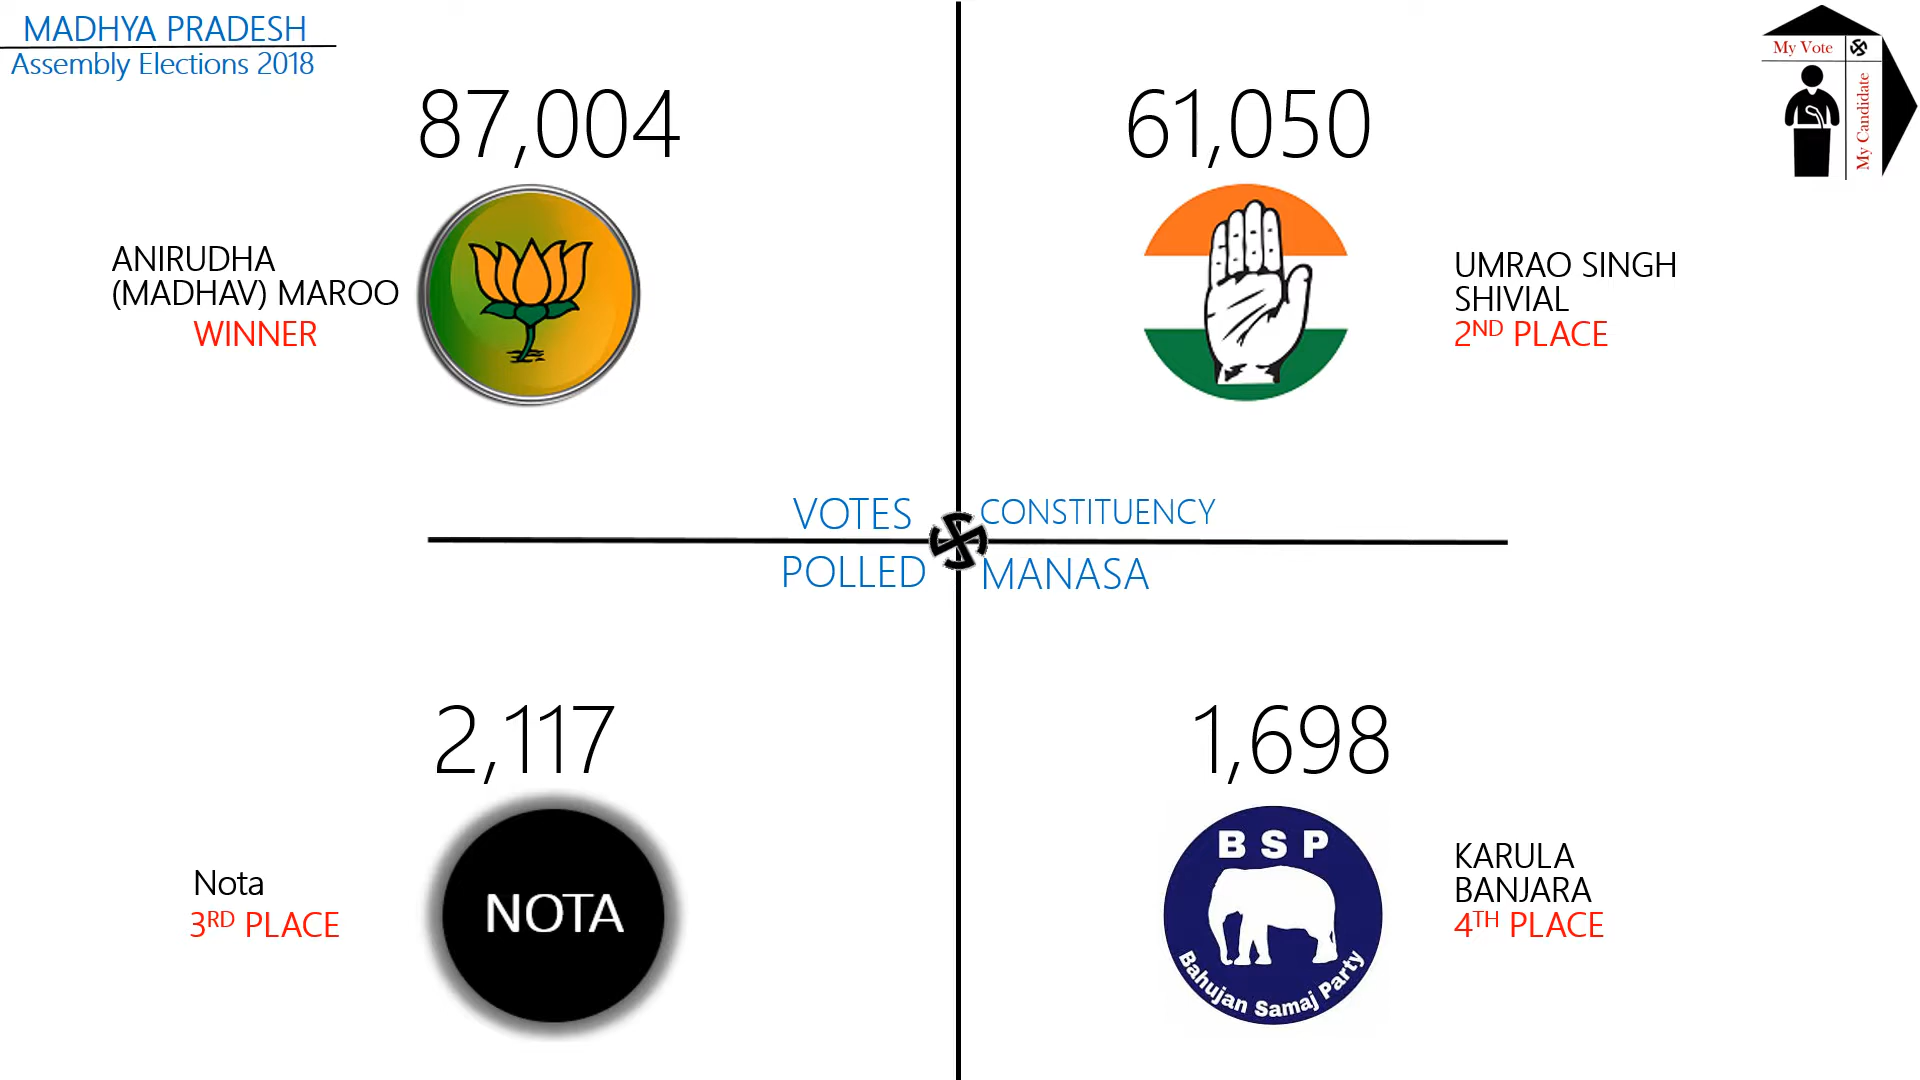 MADHYA PRADESH
Assembly Elections 2018
My Vote
My Candidate
87,004
ANIRUDHA
(MADHAV) MAROO
WINNER
61,050
UMRAO SINGH
SHIVIAL
2ND PLACE
VOTES
POLLED
CONSTITUENCY
MANASA
2,117
Nota
3RD PLACE
NOTA
1,698
BSP
Bahujan Samaj Party
KARULA
BANJARA
4TH PLACE